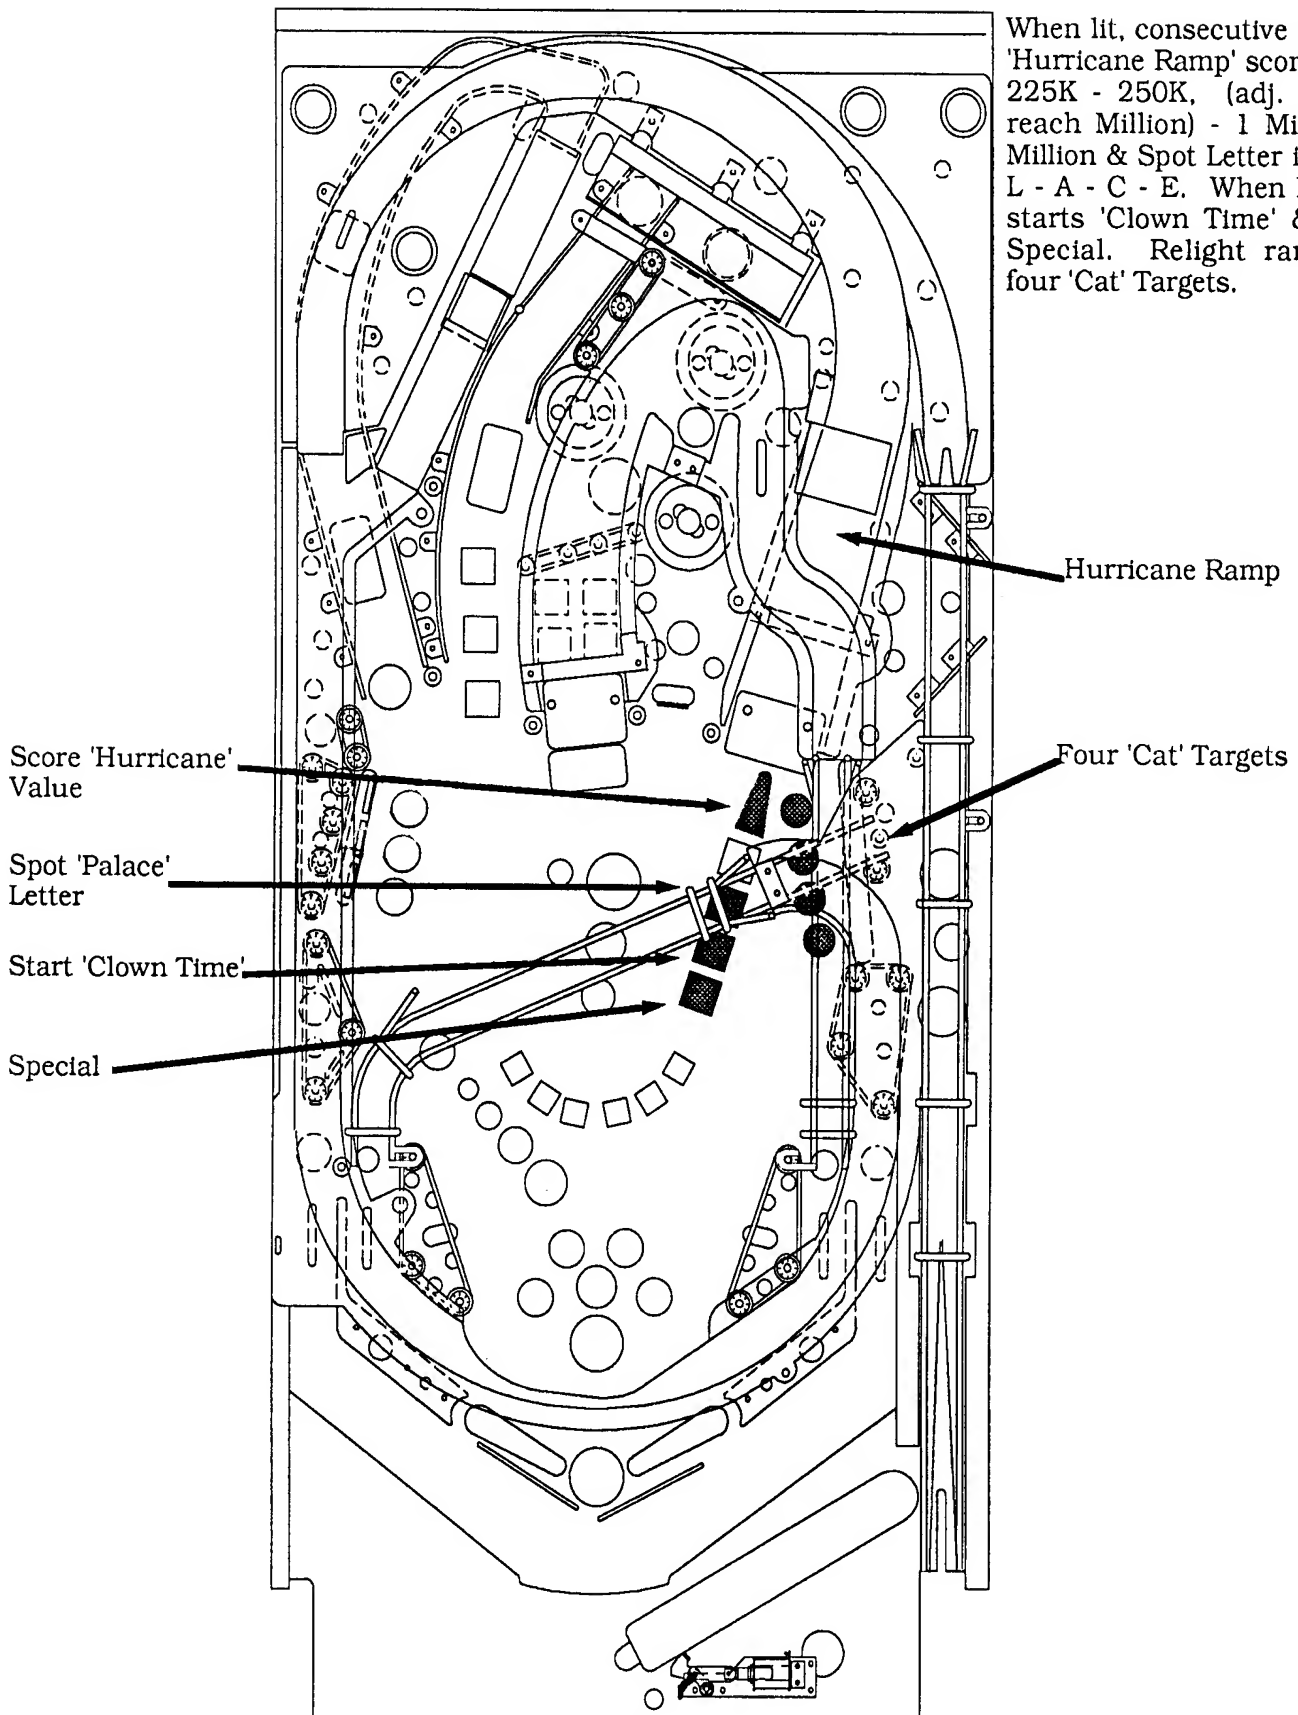 When lit, consecutive
'Hurricane Ramp' scor
225K - 250K, (adj.
reach Million) - 1 Mi
Million & Spot Letter i
L - A - C - E. When
starts 'Clown Time' &
Special. Relight ra
four 'Cat' Targets.
Hurricane Ramp
Score 'Hurricane'
Value
Four 'Cat' Targets
Spot 'Palace'
Letter
Start 'Clown Time'
Special